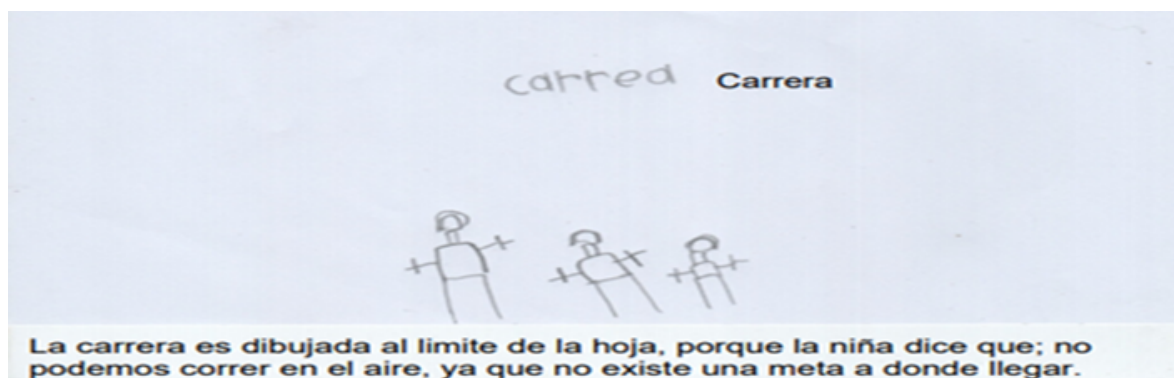 carred Carrera
La carrera es dibujada al limite de la hoja, porque la niña dice que; no
podemos correr en el aire, ya que no existe una meta a donde llegar.